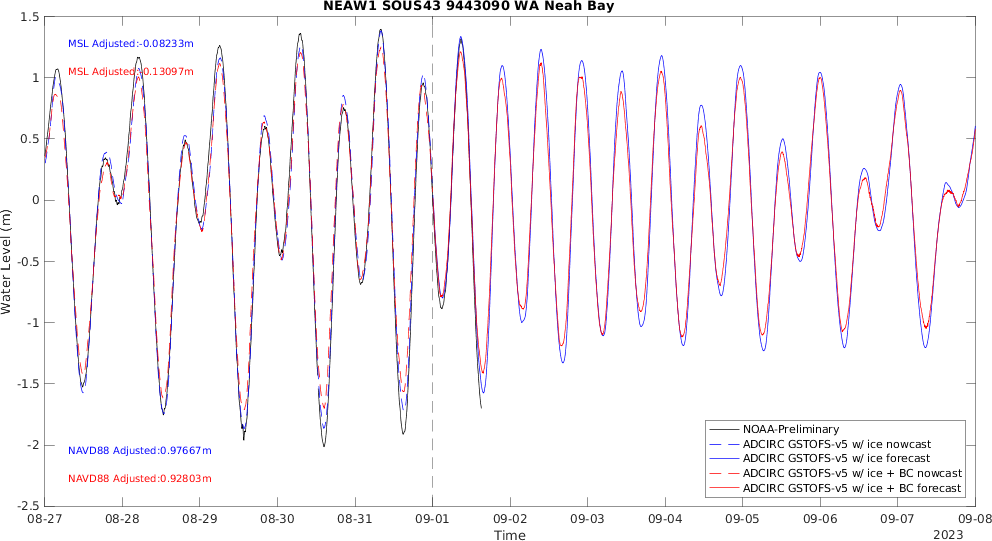 NEAW1 SOUS43 9443090 WA Neah Bay
MSL Adjusted:-0.08233m
MSL Adjusted:-0.13097m
NAVD88 Adjusted:0.97667m
NAVD88 Adjusted:0.92803m
Water Level (m)
1.5
1
0.5
0
-0.5
-1
-1.5
-2
-2.5
NOAA-Preliminary
ADCIRC GSTOFS-v5 w/ ice nowcast
ADCIRC GSTOFS-v5 w/ ice forecast
ADCIRC GSTOFS-v5 w/ ice + BC nowcast
ADCIRC GSTOFS-v5 w/ ice + BC forecast
08-27 08-28 08-29 08-30 08-31 09-01 09-02 09-03 09-04 09-05 09-06 09-07 09-08
Time
2023